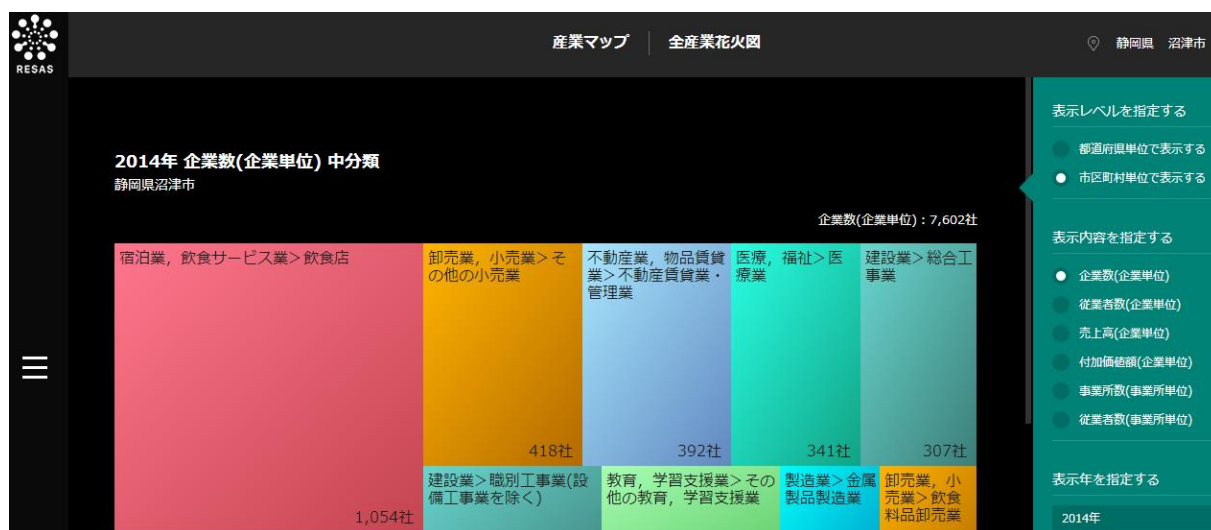 RESAS
産業マップ
全産業花火図
静岡県 沼津市
2014年 企業数(企業単位) 中分類
静岡県沼津市
企業数(企業単位)：7,602社
宿泊業，飲食サービス業＞飲食店
1,054社
卸売業，小売業＞そ
の他の小売業
418社
不動産業，物品賃貸
業＞不動産賃貸業・
管理業
392社
医療，福祉＞医
療業
341社
建設業＞総合工
事業
307社
建設業＞職別工事業(設
備工事業を除く)
教育，学習支援業＞その
他の教育，学習支援業
製造業＞金属
製品製造業
卸売業，小
売業＞飲食
料品卸売業
表示レベルを指定する
都道府県単位で表示する
市区町村単位で表示する
表示内容を指定する
企業数(企業単位)
従業者数(企業単位)
売上高(企業単位)
付加価値額(企業単位)
事業所数(事業所単位)
従業者数(事業所単位)
表示年を指定する
2014年